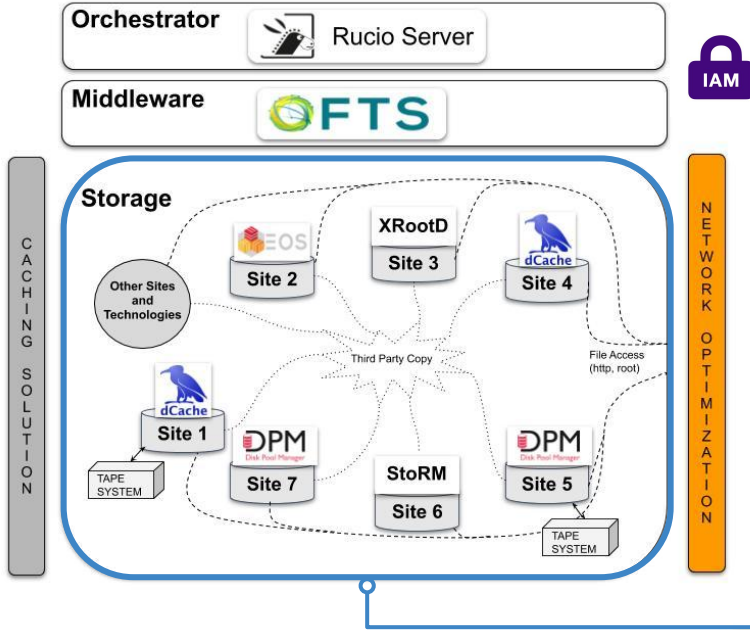 Orchestrator
Rucio Server
Middleware
FTS
IAM
Storage
CACHING SOLUTION
NETWORK OPTIMIZATION
EOS
Site 2
XRootD
Site 3
dCache
Site 4
Other Sites
and
Technologies
Third Party Copy
File Access
(http, root)
dCache
Site 1
TAPE
SYSTEM
DPM
Disk Pool Manager
Site 7
StoRM
Site 6
DPM
Disk Pool Manager
Site 5
TAPE
SYSTEM